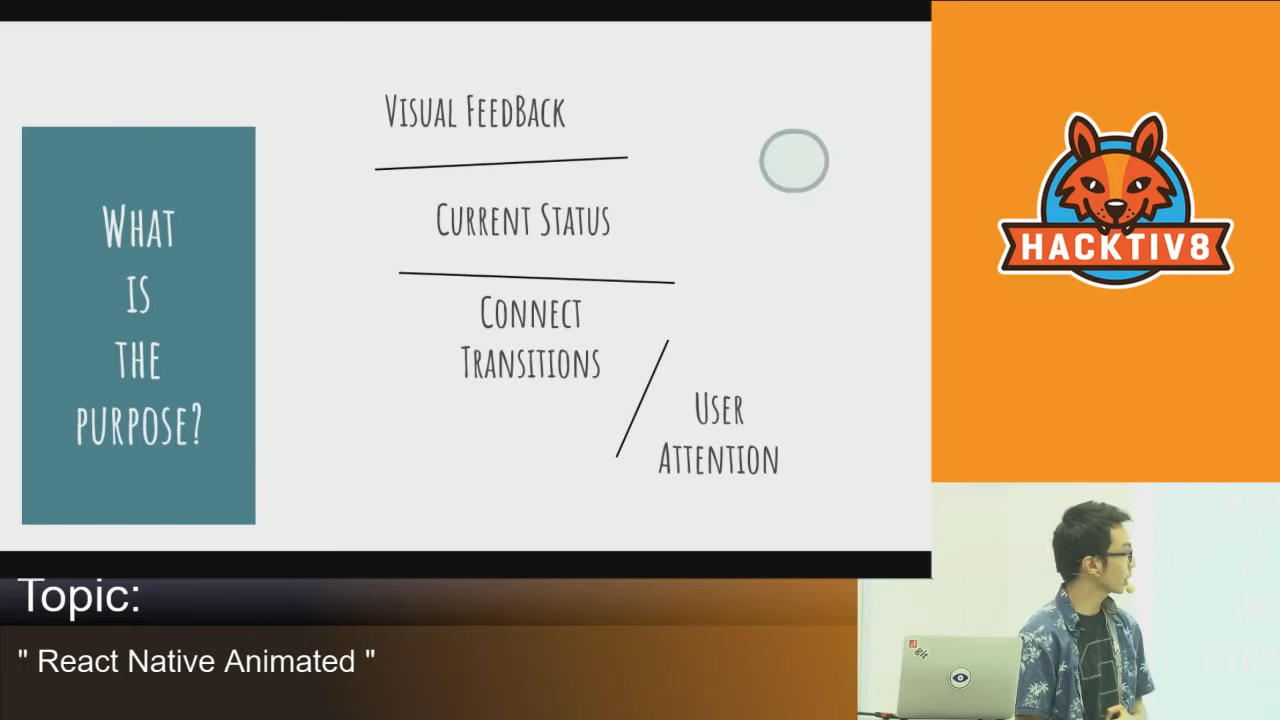 What
is
the
purpose?
Visual FeedBack
Current Status
Connect
Transitions
User
Attention
HACKTIV8
Topic:
" React Native Animated "
git